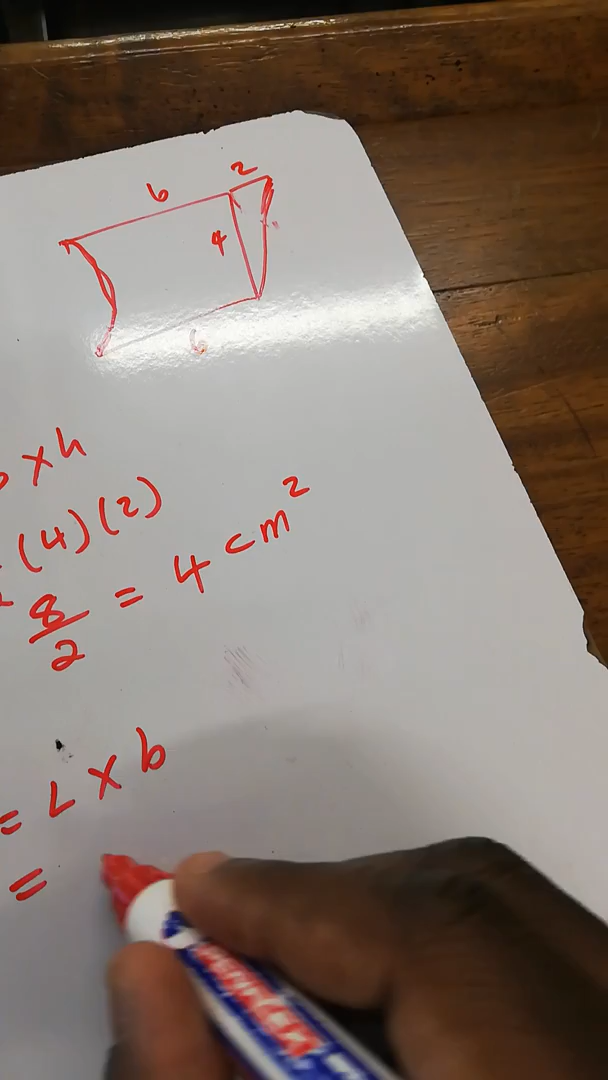 2
6
4
6
b x h
(4)(2)
8/2 = 4 cm²
= L x b
=